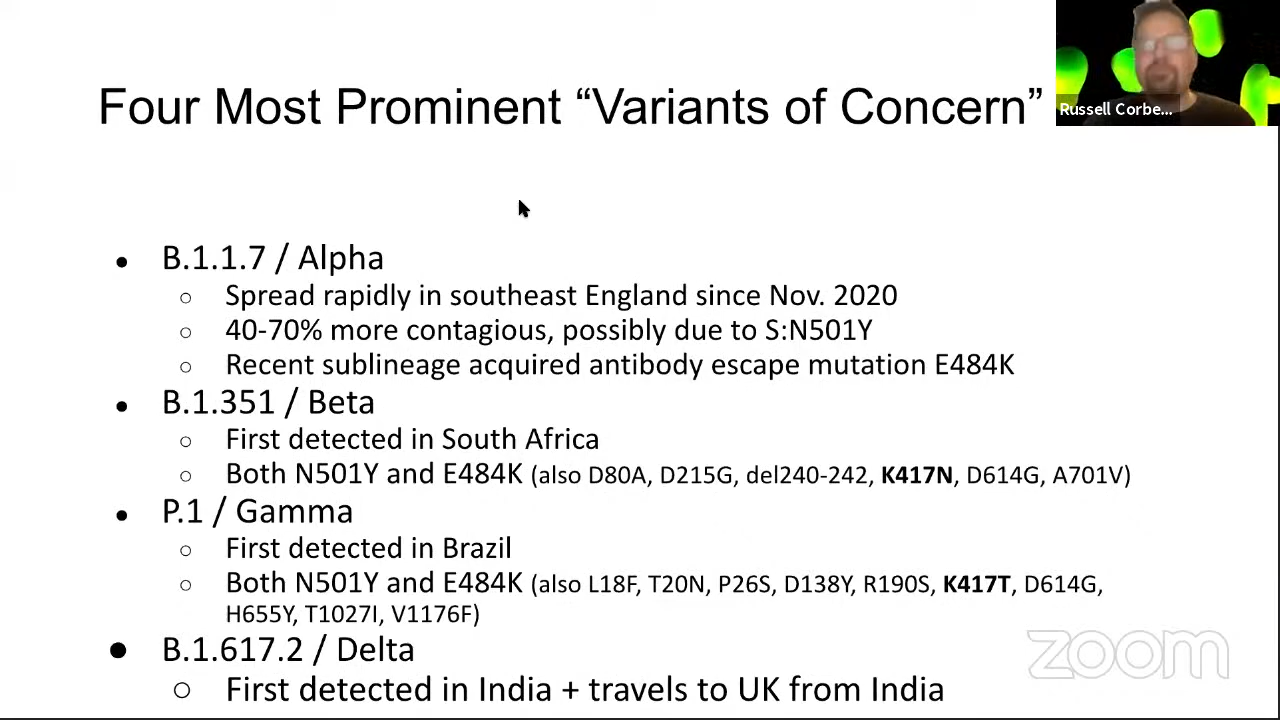 Four Most Prominent “Variants of Concern”
Russell Corbe...
● B.1.1.7 / Alpha
○ Spread rapidly in southeast England since Nov. 2020
○ 40-70% more contagious, possibly due to S:N501Y
○ Recent sublineage acquired antibody escape mutation E484K
● B.1.351 / Beta
○ First detected in South Africa
○ Both N501Y and E484K (also D80A, D215G, del240-242, K417N, D614G, A701V)
● P.1 / Gamma
○ First detected in Brazil
○ Both N501Y and E484K (also L18F, T20N, P26S, D138Y, R190S, K417T, D614G,
H655Y, T1027I, V1176F)
● B.1.617.2 / Delta
○ First detected in India + travels to UK from India
zoom